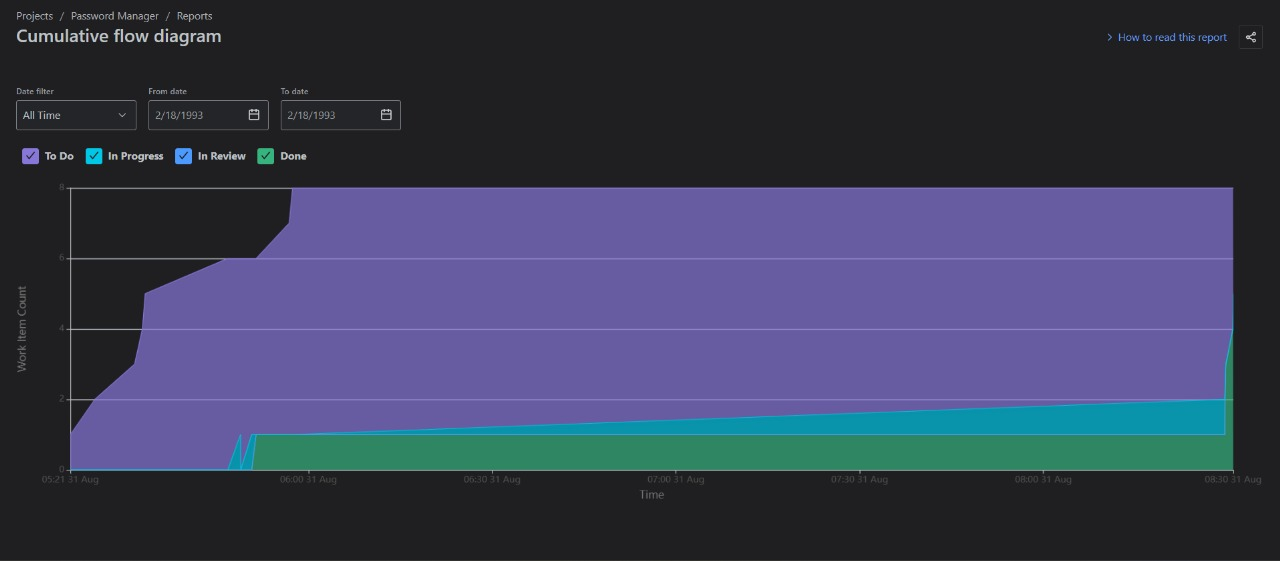 Projects / Password Manager / Reports
Cumulative flow diagram
How to read this report
Date filter
From date
To date
All Time
2/18/1993
2/18/1993
To Do
In Progress
In Review
Done
8
6
4
2
0
Work Item Count
05:21 31 Aug
06:00 31 Aug
06:30 31 Aug
07:00 31 Aug
07:30 31 Aug
08:00 31 Aug
08:30 31 Aug
Time